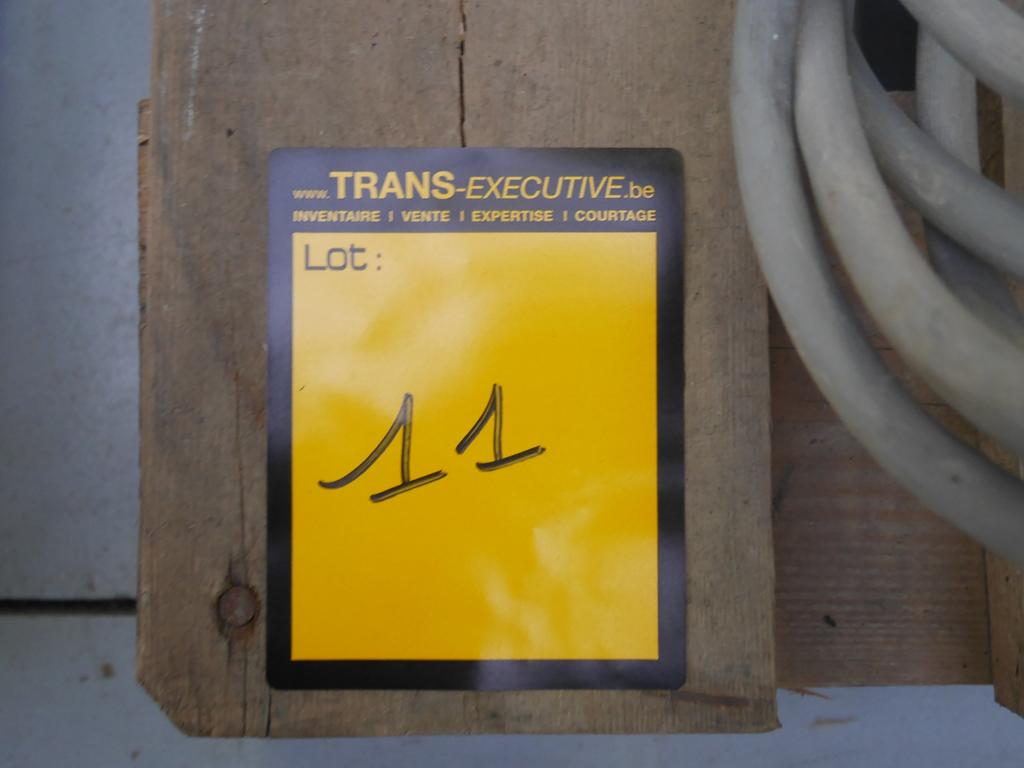 www.TRANS-EXECUTIVE.be
INVENTAIRE | VENTE | EXPERTISE | COURTAGE
Lot:
11